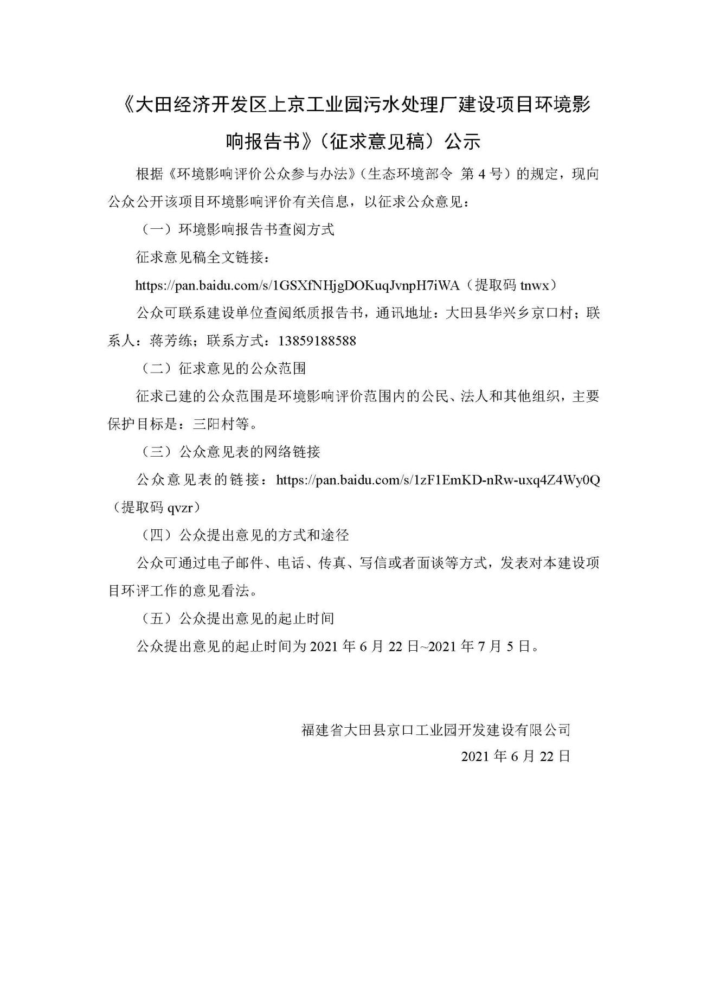 《大田经济开发区上京工业园污水处理厂建设项目环境影
响报告书》（征求意见稿）公示
根据《环境影响评价公众参与办法》（生态环境部令 第 4 号）的规定，现向
公众公开该项目环境影响评价有关信息，以征求公众意见：
（一）环境影响报告书查阅方式
征求意见稿全文链接：
https://pan.baidu.com/s/1GSXfNHjgDOKuqJvnpH7iWA（提取码 tnwx）
公众可联系建设单位查阅纸质报告书，通讯地址：大田县华兴乡京口村；联
系人：蒋芳练；联系方式：13859188588
（二）征求意见的公众范围
征求已建的公众范围是环境影响评价范围内的公民、法人和其他组织，主要
保护目标是：三阳村等。
（三）公众意见表的网络链接
公众意见表的链接：https://pan.baidu.com/s/1zF1EmKD-nRw-uxq4Z4Wy0Q
（提取码 qvzr）
（四）公众提出意见的方式和途径
公众可通过电子邮件、电话、传真、写信或者面谈等方式，发表对本建设项
目环评工作的意见看法。
（五）公众提出意见的起止时间
公众提出意见的起止时间为 2021 年 6 月 22 日~2021 年 7 月 5 日。
福建省大田县京口工业园开发建设有限公司
2021 年 6 月 22 日